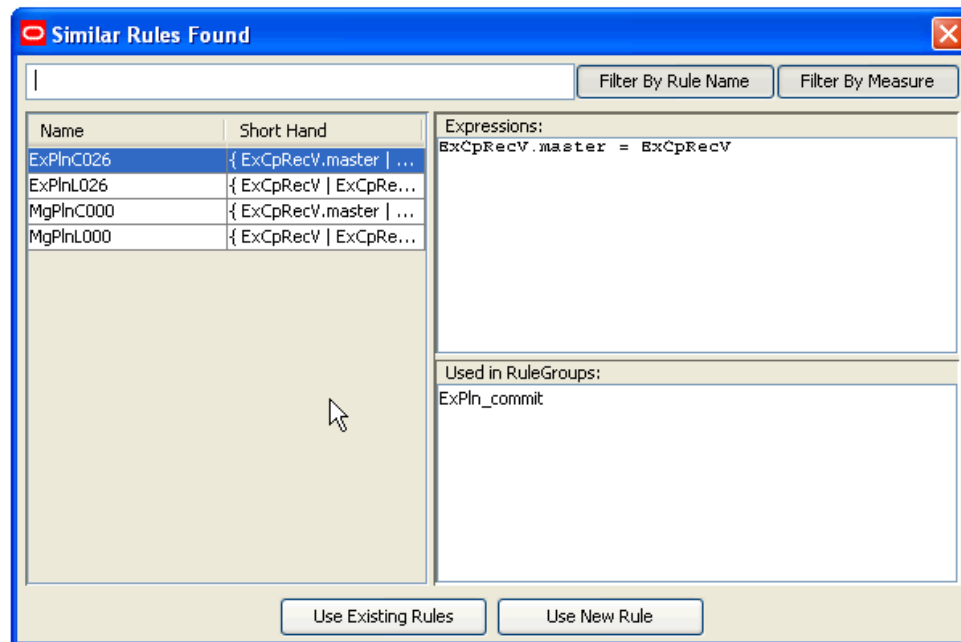 Similar Rules Found
Filter By Rule Name Filter By Measure
Name Short Hand
ExPlnC026 { ExCpRecV.master | ...
ExPlnL026 { ExCpRecV | ExCpRe...
MgPlnC000 { ExCpRecV.master | ...
MgPlnL000 { ExCpRecV | ExCpRe...
Expressions:
ExCpRecV.master = ExCpRecV
Used in RuleGroups:
ExPln_commit
Use Existing Rules Use New Rule